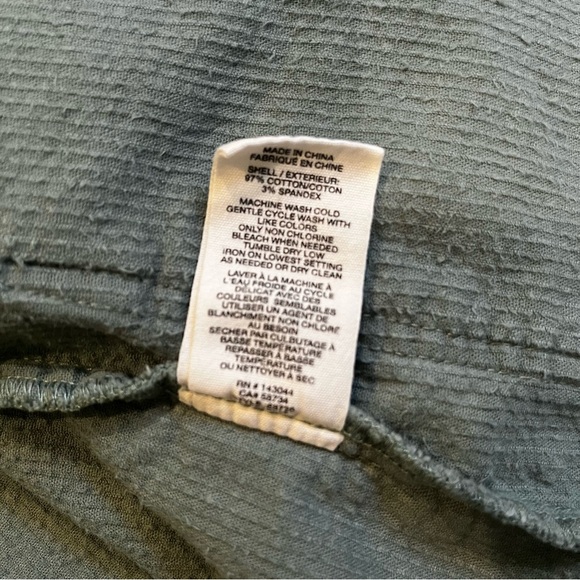 MADE IN CHINA
FABRIQUÉ EN CHINE
SHELL / EXTERIEUR:
97% COTTON/COTON
3% SPANDEX
MACHINE WASH COLD
GENTLE CYCLE WASH WITH
LIKE COLORS
ONLY NON CHLORINE
BLEACH WHEN NEEDED
TUMBLE DRY LOW
IRON ON LOWEST SETTING
AS NEEDED OR DRY CLEAN
LAVER À LA MACHINE À
L'EAU FROIDE AU CYCLE
DÉLICAT AVEC DES
COULEURS SEMBLABLES
UTILISER UN AGENT DE
BLANCHIMENT NON CHLORÉ
AU BESOIN
SÉCHER PAR CULBUTAGE À
BASSE TEMPÉRATURE
REPASSER À BASSE
TEMPÉRATURE
OU NETTOYER À SEC
RN # 143044
CA# 58734